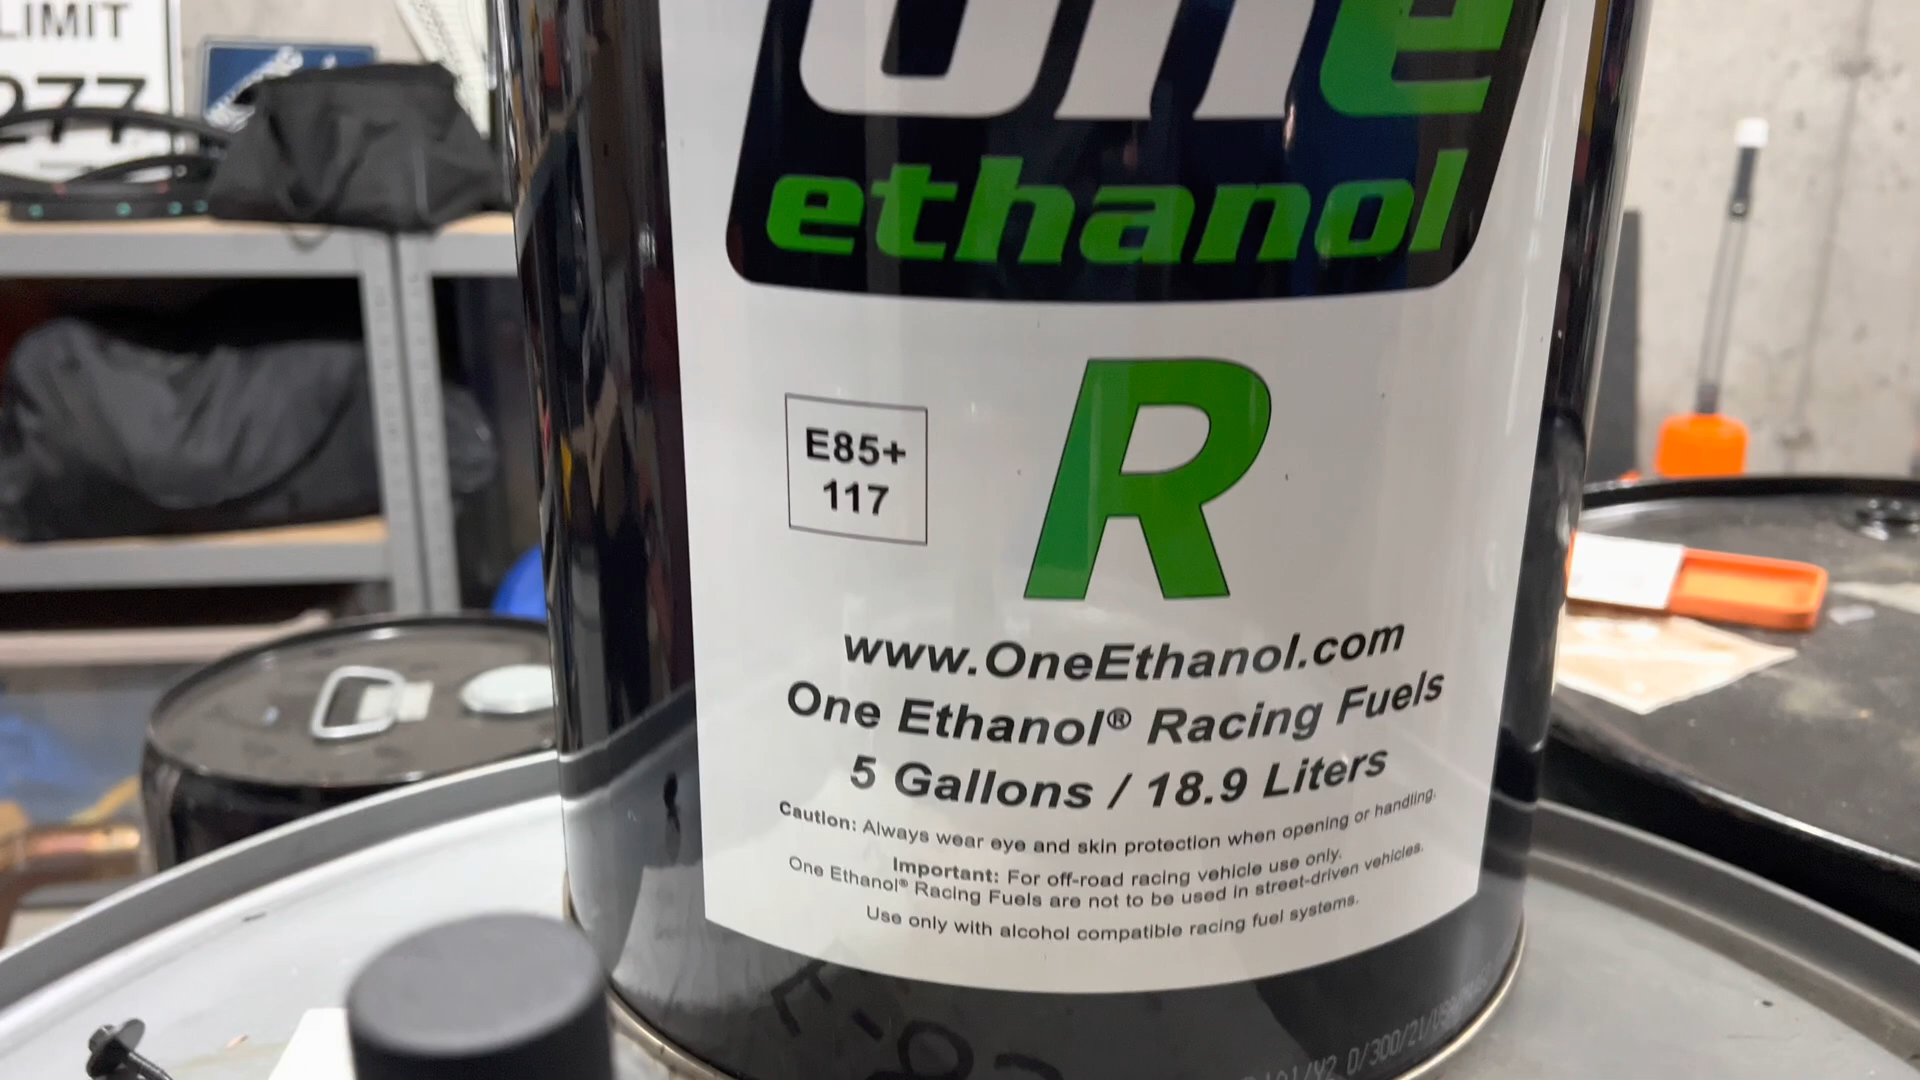 LIMIT
277
one
ethanol
E85+
117
R
www.OneEthanol.com
One Ethanol® Racing Fuels
5 Gallons / 18.9 Liters
Caution: Always wear eye and skin protection when opening or handling.
Important: For off-road racing vehicle use only.
One Ethanol® Racing Fuels are not to be used in street-driven vehicles.
Use only with alcohol compatible racing fuel systems.